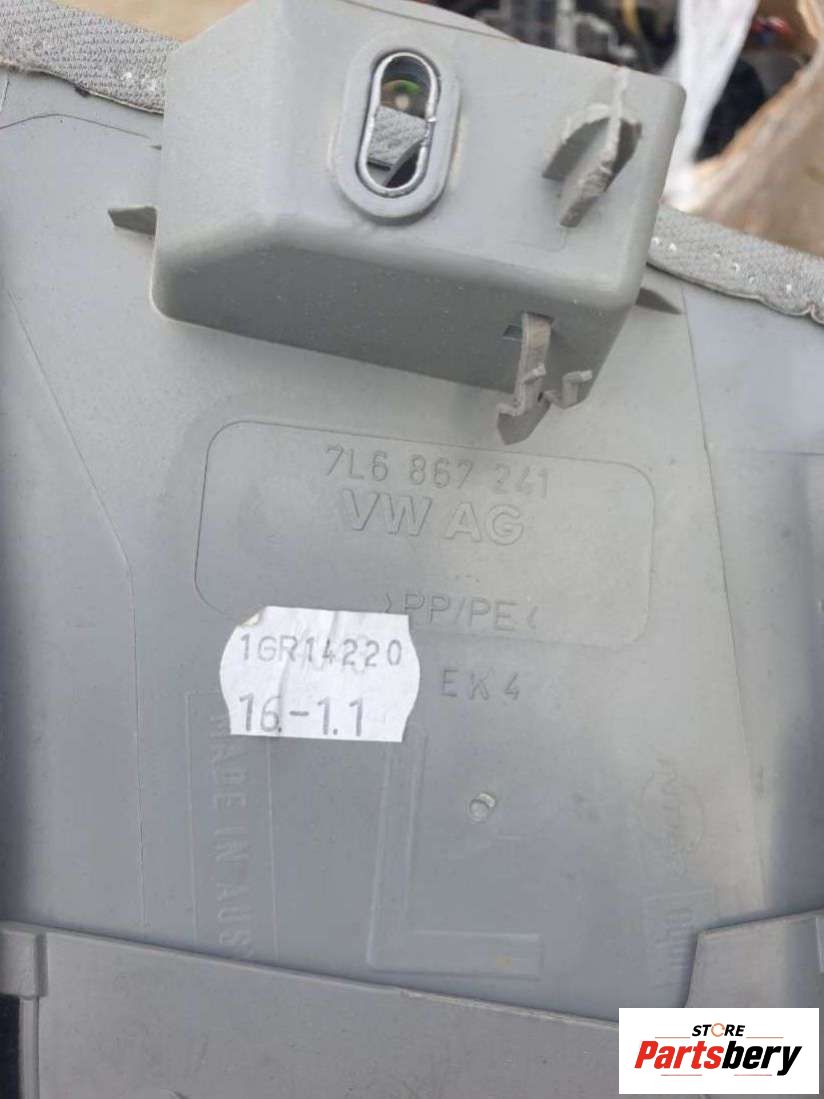 7L6 867 241
VW AG
>PP/PE<
1GR14220
16.-1.1
EK4
MADE IN AUS
STORE
Partsbery